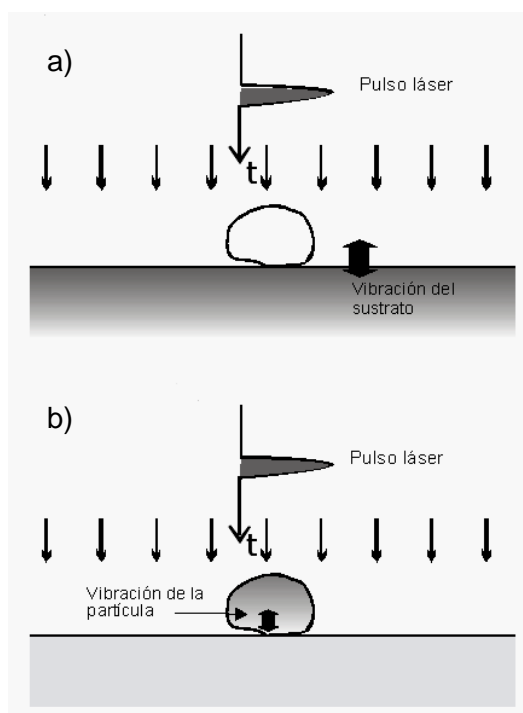 a)
Pulso láser
t
Vibración del
sustrato
b)
Pulso láser
t
Vibración de la
partícula